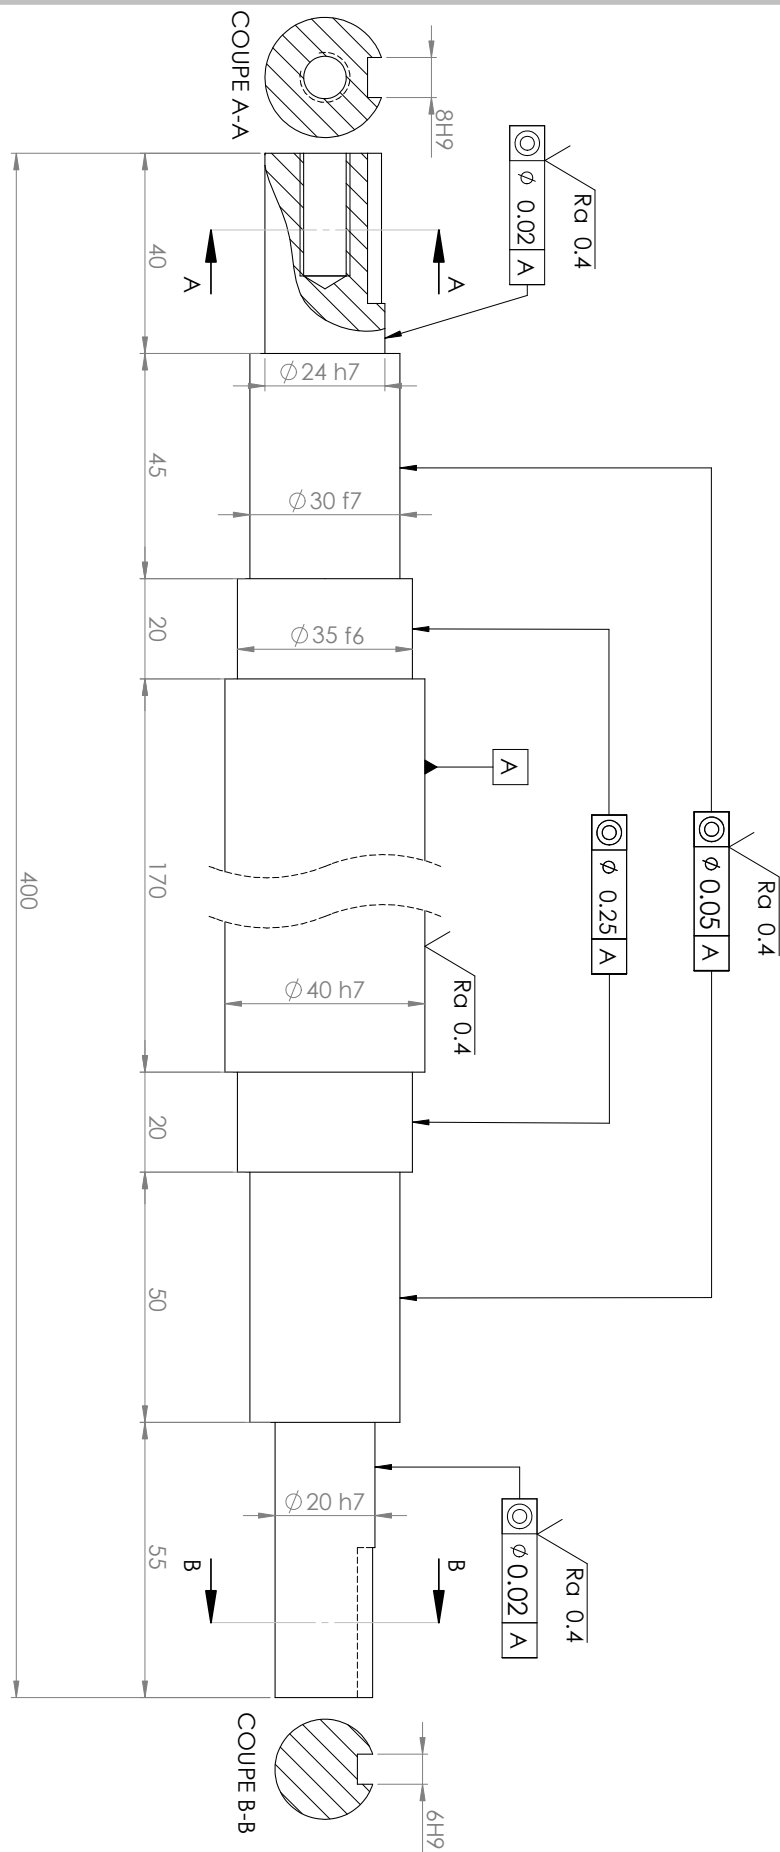 COUPE A-A
8H9
Ra 0.4
⌀ 0.02 A
40
A
A
⌀24 h7
45
⌀30 f7
20
⌀35 f6
A
170
400
⌀ 0.25 A
Ra 0.4
⌀ 0.05 A
Ra 0.4
⌀40 h7
20
50
⌀20 h7
55
B
B
Ra 0.4
⌀ 0.02 A
COUPE B-B
6H9